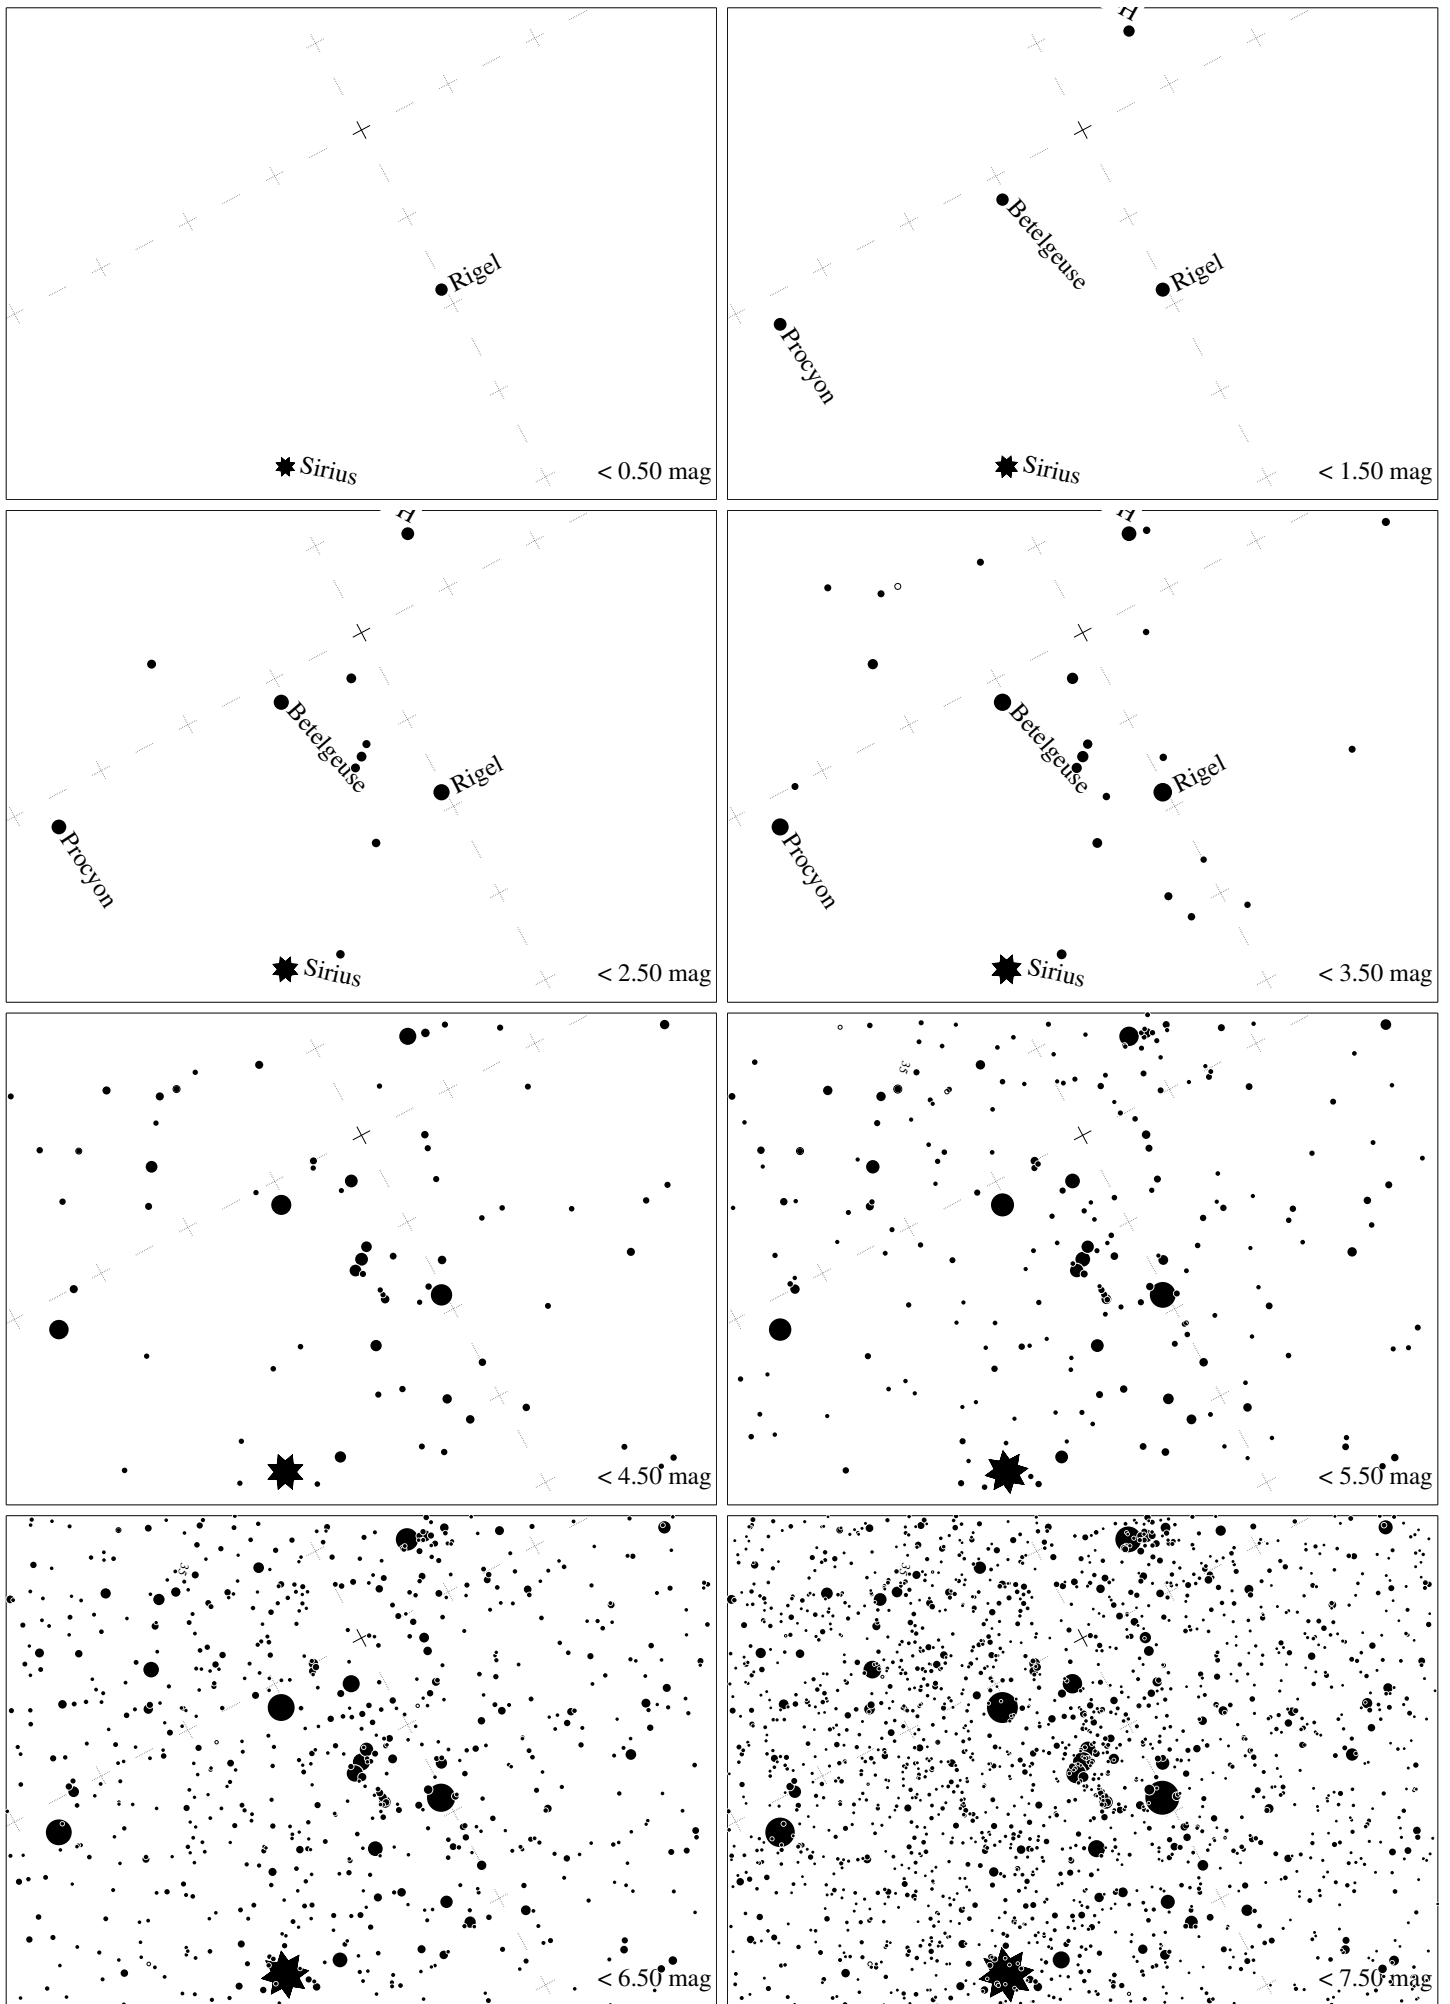 Rigel
Sirius
< 0.50 mag
H
Betelgeuse
Rigel
Procyon
Sirius
< 1.50 mag
H
Betelgeuse
Rigel
Procyon
Sirius
< 2.50 mag
H
Betelgeuse
Rigel
Procyon
Sirius
< 3.50 mag
< 4.50 mag
35
< 5.50 mag
35
< 6.50 mag
35
< 7.50 mag